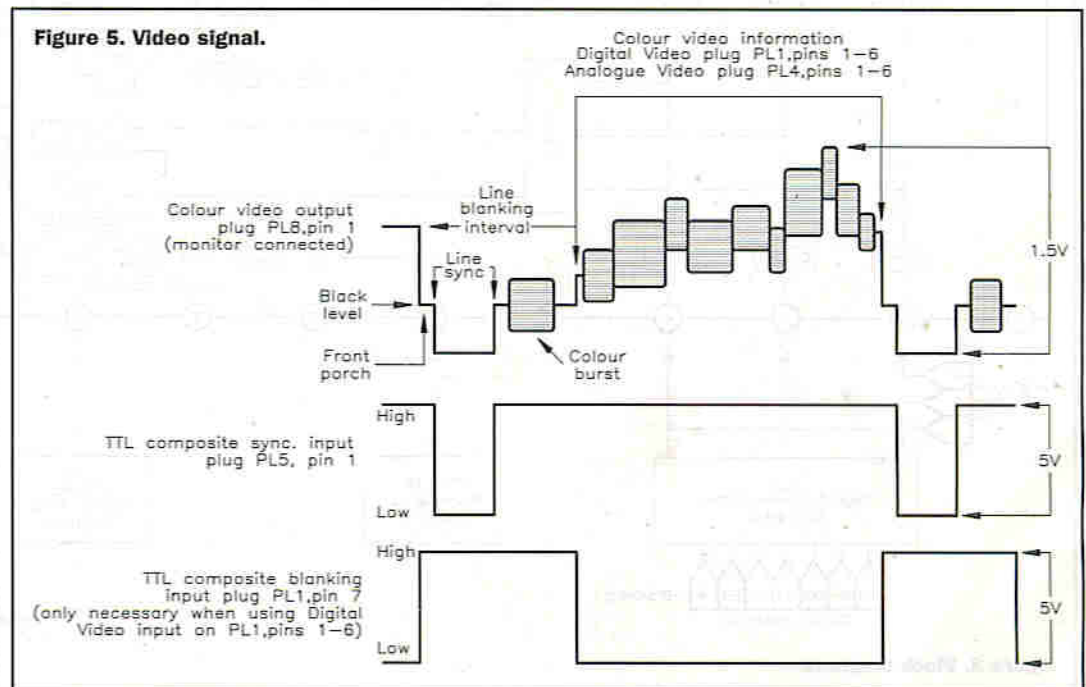 Figure 5. Video signal.
Colour video information
Digital Video plug PL1,pins 1-6
Analogue Video plug PL4,pins 1-6
Colour video output
plug PL8,pin 1
(monitor connected)
Line
blanking
interval
Line
sync
Black
level
Front
porch
Colour
burst
1.5V
High
TTL composite sync. input
plug PL5, pin 1
Low
5V
High
TTL composite blanking
input plug PL1,pin 7
(only necessary when using Digital
Video input on PL1,pins 1-6)
Low
5V